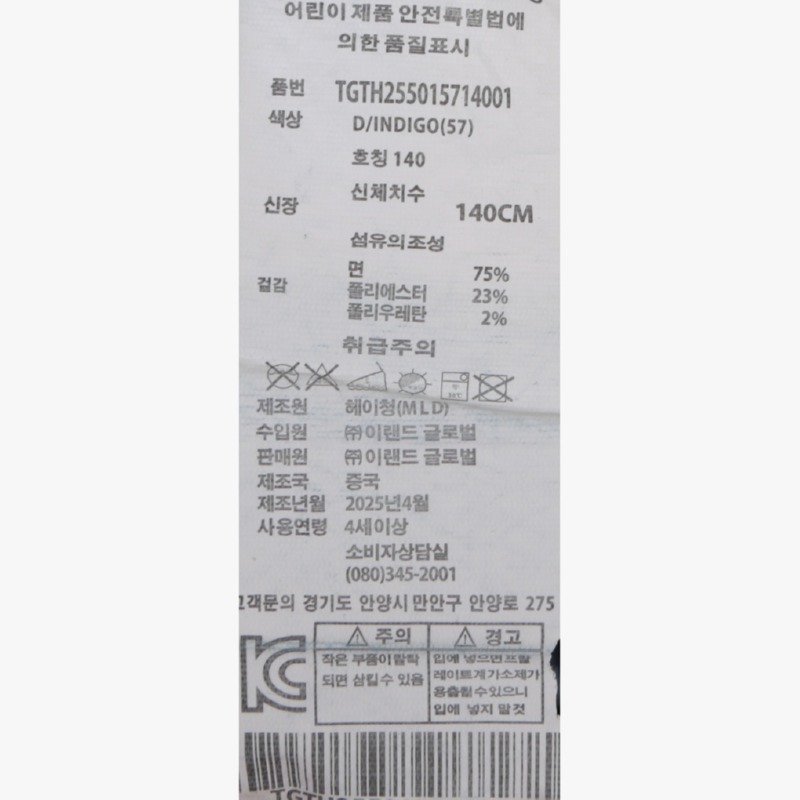 어린이 제품 안전특별법에
의한 품질표시
품번 TGTH255015714001
색상 D/INDIGO(57)
호칭 140
신체치수
신장 140CM
섬유의조성
겉감 면 75%
폴리에스터 23%
폴리우레탄 2%
취급주의
제조원 헤이청(MLD)
수입원 ㈜이랜드 글로벌
판매원 ㈜이랜드 글로벌
제조국 중국
제조년월 2025년4월
사용연령 4세이상
소비자상담실
(080)345-2001
고객문의 경기도 안양시 만안구 안양로 275
주의
작은 부품이 탈락
되면 삼킬 수 있음
경고
입에 넣으면 프탈
레이트계 가소제가
용출될 수 있으니
입에 넣지 말 것
KC